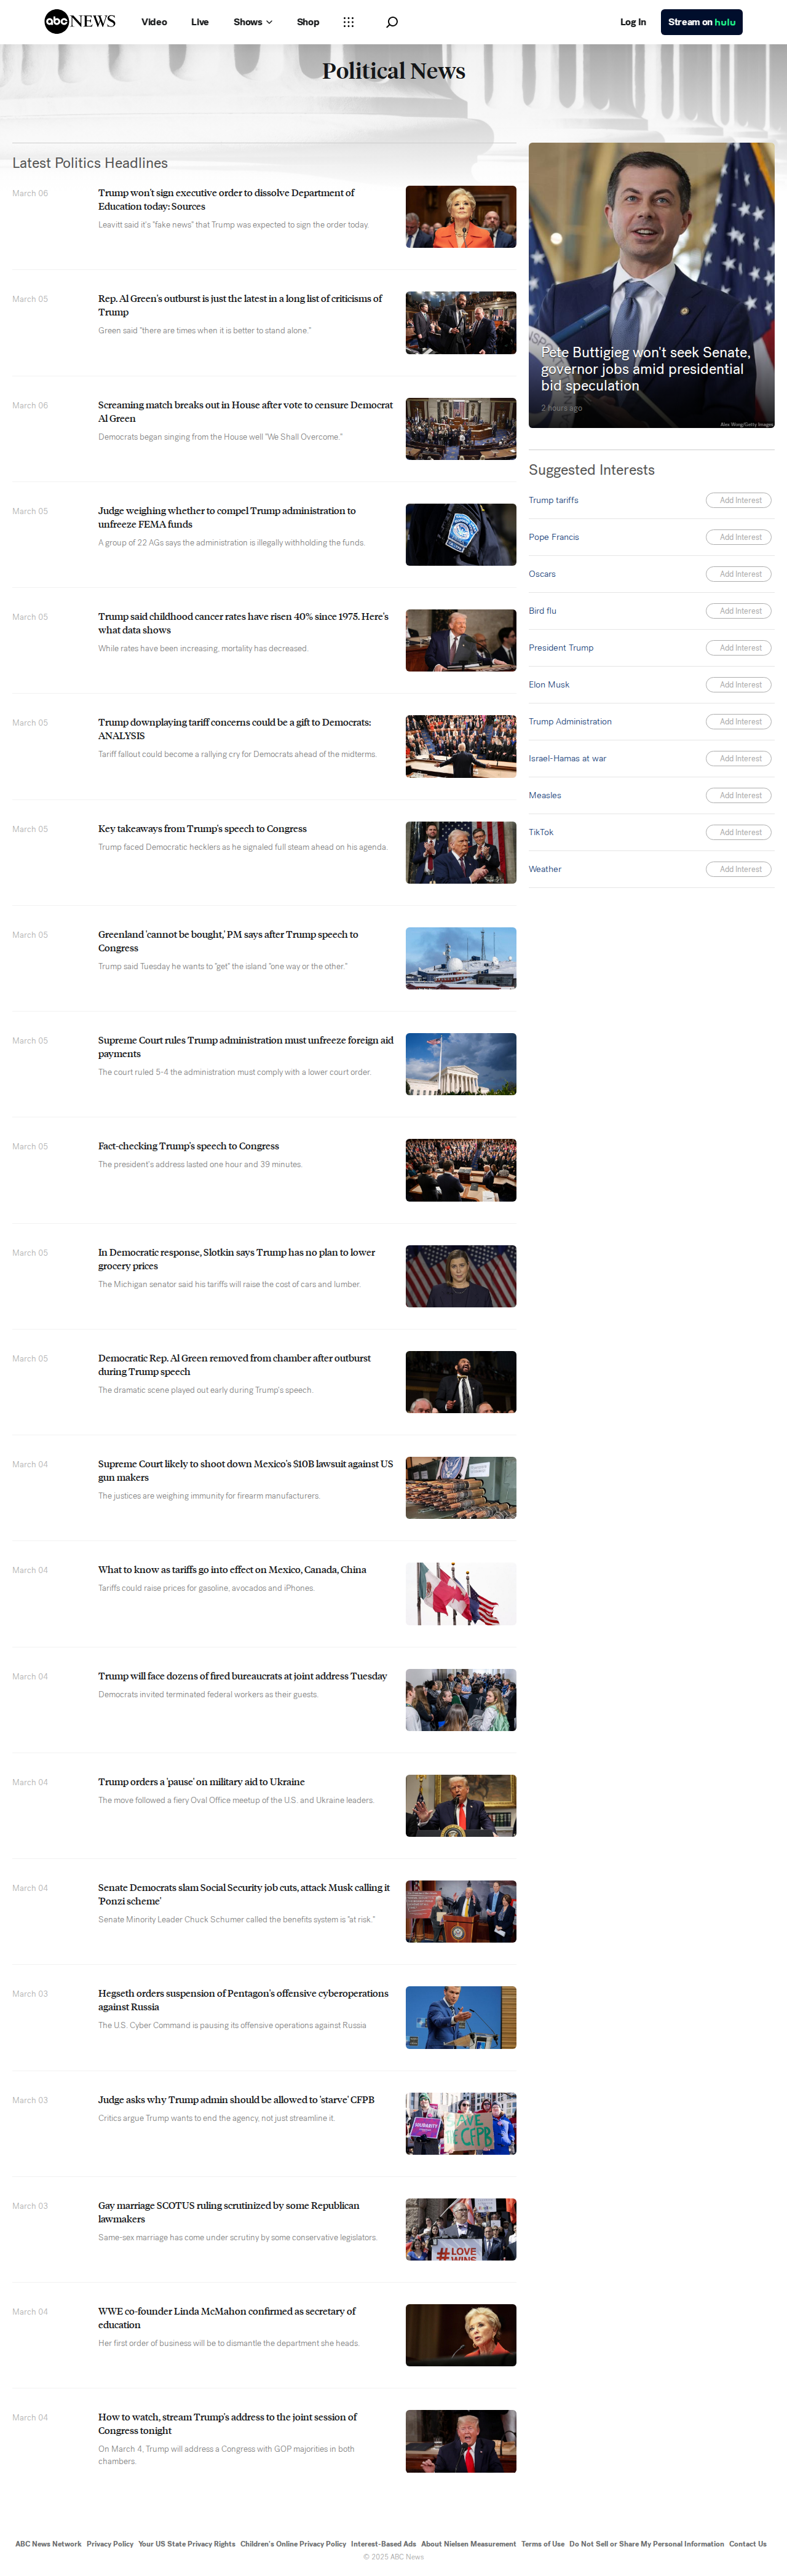 abc NEWS Video Live Shows Shop Log In Stream on hulu
Political News
Latest Politics Headlines
March 06
Trump won't sign executive order to dissolve Department of
Education today: Sources
Leavitt said it's "fake news" that Trump was expected to sign the order today.
March 05
Rep. Al Green's outburst is just the latest in a long list of criticisms of
Trump
Green said "there are times when it is better to stand alone."
March 06
Screaming match breaks out in House after vote to censure Democrat
Al Green
Democrats began singing from the House well "We Shall Overcome."
March 05
Judge weighing whether to compel Trump administration to
unfreeze FEMA funds
A group of 22 AGs says the administration is illegally withholding the funds.
March 05
Trump said childhood cancer rates have risen 40% since 1975. Here's
what data shows
While rates have been increasing, mortality has decreased.
March 05
Trump downplaying tariff concerns could be a gift to Democrats:
ANALYSIS
Tariff fallout could become a rallying cry for Democrats ahead of the midterms.
March 05
Key takeaways from Trump's speech to Congress
Trump faced Democratic hecklers as he signaled full steam ahead on his agenda.
March 05
Greenland 'cannot be bought,' PM says after Trump speech to
Congress
Trump said Tuesday he wants to "get" the island "one way or the other."
March 05
Supreme Court rules Trump administration must unfreeze foreign aid
payments
The court ruled 5-4 the administration must comply with a lower court order.
March 05
Fact-checking Trump's speech to Congress
The president's address lasted one hour and 39 minutes.
March 05
In Democratic response, Slotkin says Trump has no plan to lower
grocery prices
The Michigan senator said his tariffs will raise the cost of cars and lumber.
March 05
Democratic Rep. Al Green removed from chamber after outburst
during Trump speech
The dramatic scene played out early during Trump's speech.
March 04
Supreme Court likely to shoot down Mexico's $10B lawsuit against US
gun makers
The justices are weighing immunity for firearm manufacturers.
March 04
What to know as tariffs go into effect on Mexico, Canada, China
Tariffs could raise prices for gasoline, avocados and iPhones.
March 04
Trump will face dozens of fired bureaucrats at joint address Tuesday
Democrats invited terminated federal workers as their guests.
March 04
Trump orders a 'pause' on military aid to Ukraine
The move followed a fiery Oval Office meetup of the U.S. and Ukraine leaders.
March 04
Senate Democrats slam Social Security job cuts, attack Musk calling it
'Ponzi scheme'
Senate Minority Leader Chuck Schumer called the benefits system is "at risk."
March 03
Hegseth orders suspension of Pentagon's offensive cyberoperations
against Russia
The U.S. Cyber Command is pausing its offensive operations against Russia
March 03
Judge asks why Trump admin should be allowed to 'starve' CFPB
Critics argue Trump wants to end the agency, not just streamline it.
SAVE
CFPB
March 03
Gay marriage SCOTUS ruling scrutinized by some Republican
lawmakers
Same-sex marriage has come under scrutiny by some conservative legislators.
#LOVE
WINS
March 04
WWE co-founder Linda McMahon confirmed as secretary of
education
Her first order of business will be to dismantle the department she heads.
March 04
How to watch, stream Trump's address to the joint session of
Congress tonight
On March 4, Trump will address a Congress with GOP majorities in both
chambers.
Pete Buttigieg won't seek Senate,
governor jobs amid presidential
bid speculation
2 hours ago
Alex Wong/Getty Images
Suggested Interests
Trump tariffs Add Interest
Pope Francis Add Interest
Oscars Add Interest
Bird flu Add Interest
President Trump Add Interest
Elon Musk Add Interest
Trump Administration Add Interest
Israel-Hamas at war Add Interest
Measles Add Interest
TikTok Add Interest
Weather Add Interest
ABC News Network Privacy Policy Your US State Privacy Rights Children's Online Privacy Policy Interest-Based Ads About Nielsen Measurement Terms of Use Do Not Sell or Share My Personal Information Contact Us
© 2025 ABC News